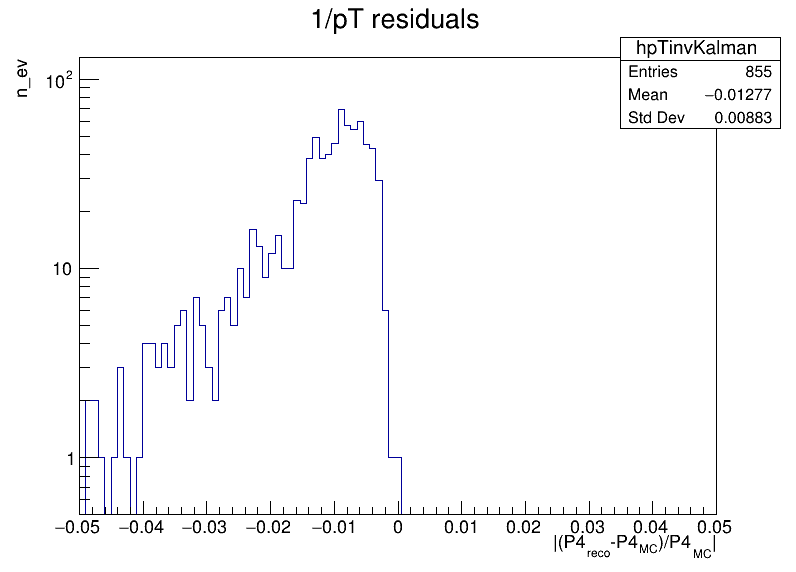 1/pT residuals
hpTinvKalman
Entries 855
Mean −0.01277
Std Dev 0.00883
n_ev
10²
10
1
−0.05 −0.04 −0.03 −0.02 −0.01 0 0.01 0.02 0.03 0.04 0.05
|(P4reco-P4MC)/P4MC|